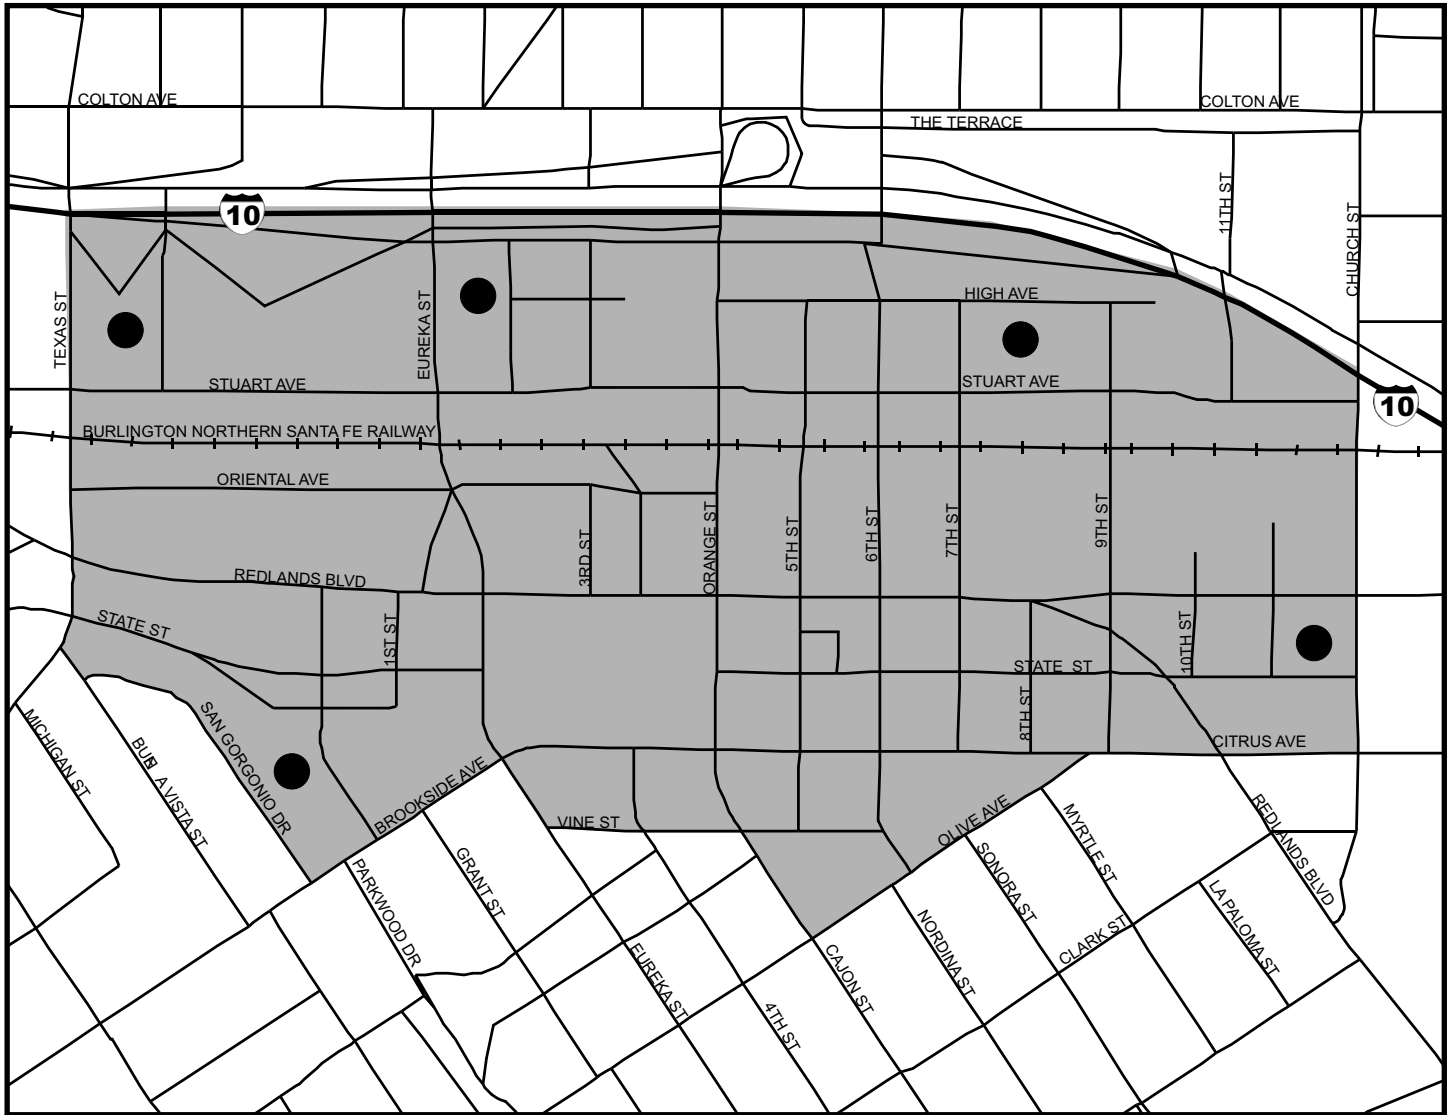 COLTON AVE
COLTON AVE
THE TERRACE
11TH ST
10
CHURCH ST
HIGH AVE
TEXAS ST
EUREKA ST
STUART AVE
STUART AVE
10
BURLINGTON NORTHERN SANTA FE RAILWAY
ORIENTAL AVE
3RD ST
ORANGE ST
5TH ST
6TH ST
7TH ST
9TH ST
REDLANDS BLVD
STATE ST
1ST ST
10TH ST
STATE ST
8TH ST
CITRUS AVE
MICHIGAN ST
SAN GORGONIO DR
BROOKSIDE AVE
VINE ST
OLIVE AVE
MYRTLE ST
REDLANDS BLVD
A VISTA ST
PARKWOOD DR
GRANT ST
SONORA ST
LA PALOMA ST
NORDINA ST
CLARK ST
EUREKA ST
CAJON ST
4TH ST